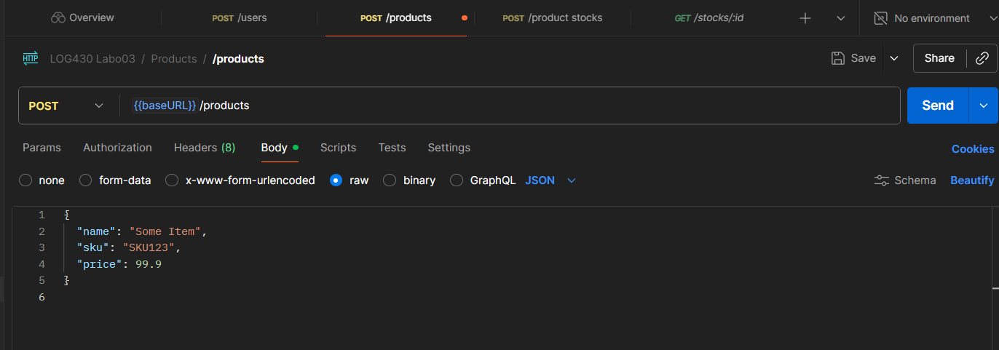 Overview POST /users POST /products POST /product stocks GET /stocks/:id No environment
HTTP LOG430 Labo03 / Products / /products Save Share
POST {{baseURL}}/products Send
Params Authorization Headers (8) Body Scripts Tests Settings Cookies
none form-data x-www-form-urlencoded raw binary GraphQL JSON Schema Beautify
1 {
2 "name": "Some Item",
3 "sku": "SKU123",
4 "price": 99.9
5 }
6